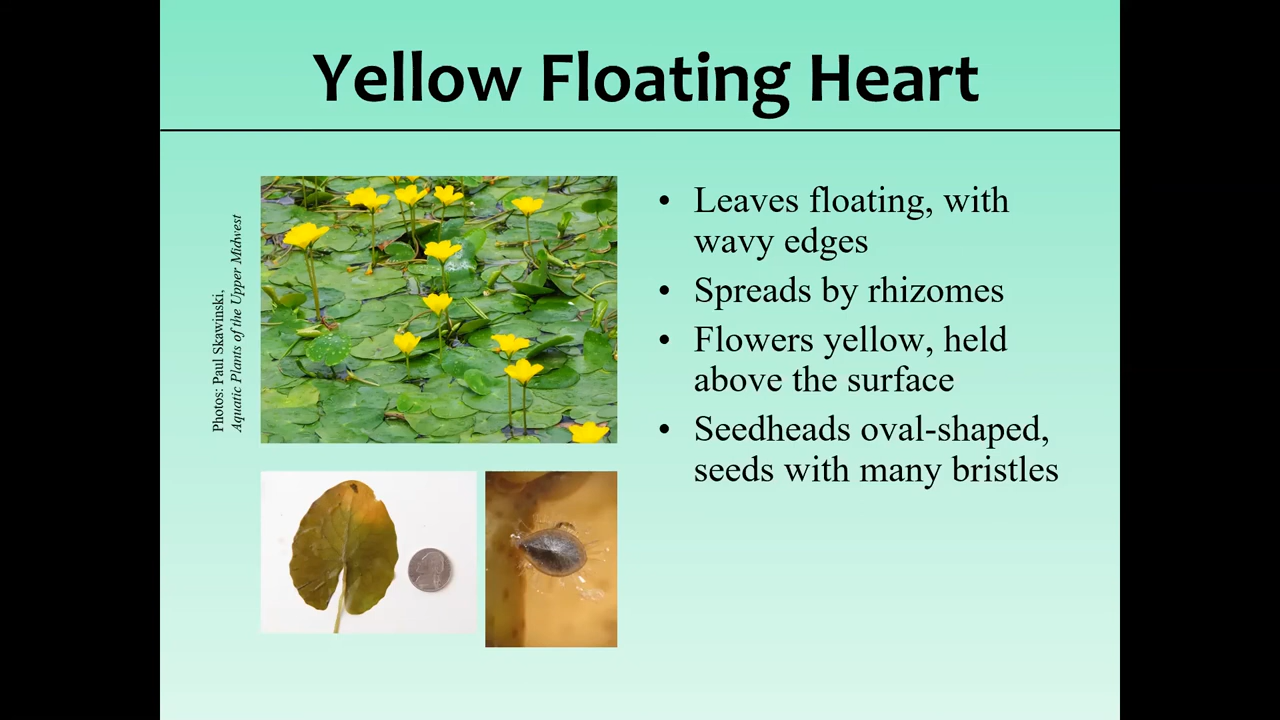 Yellow Floating Heart
Photos: Paul Skawinski,
Aquatic Plants of the Upper Midwest
• Leaves floating, with
wavy edges
• Spreads by rhizomes
• Flowers yellow, held
above the surface
• Seedheads oval-shaped,
seeds with many bristles